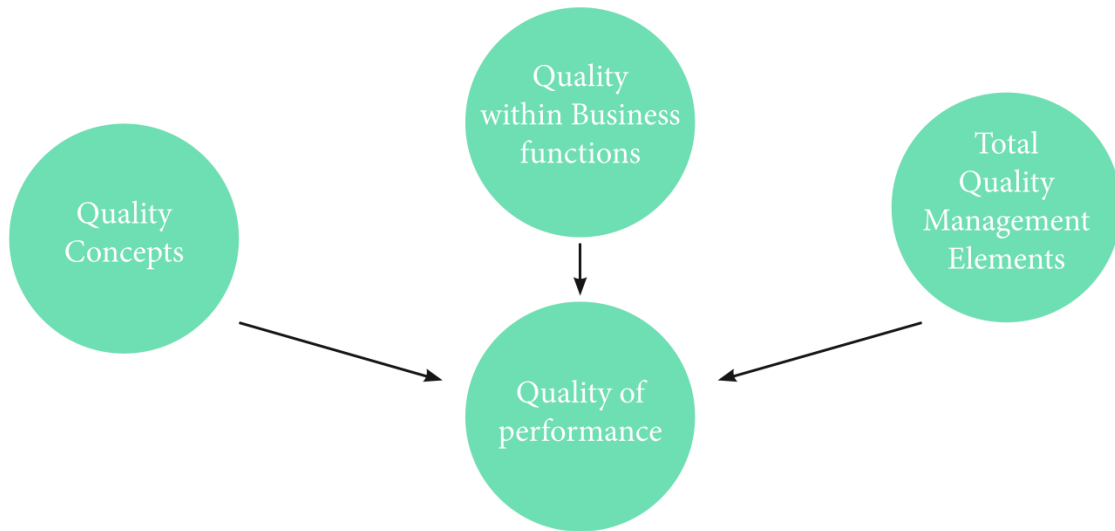 Quality
within Business
functions
Quality
Concepts
Total
Quality
Management
Elements
Quality of
performance